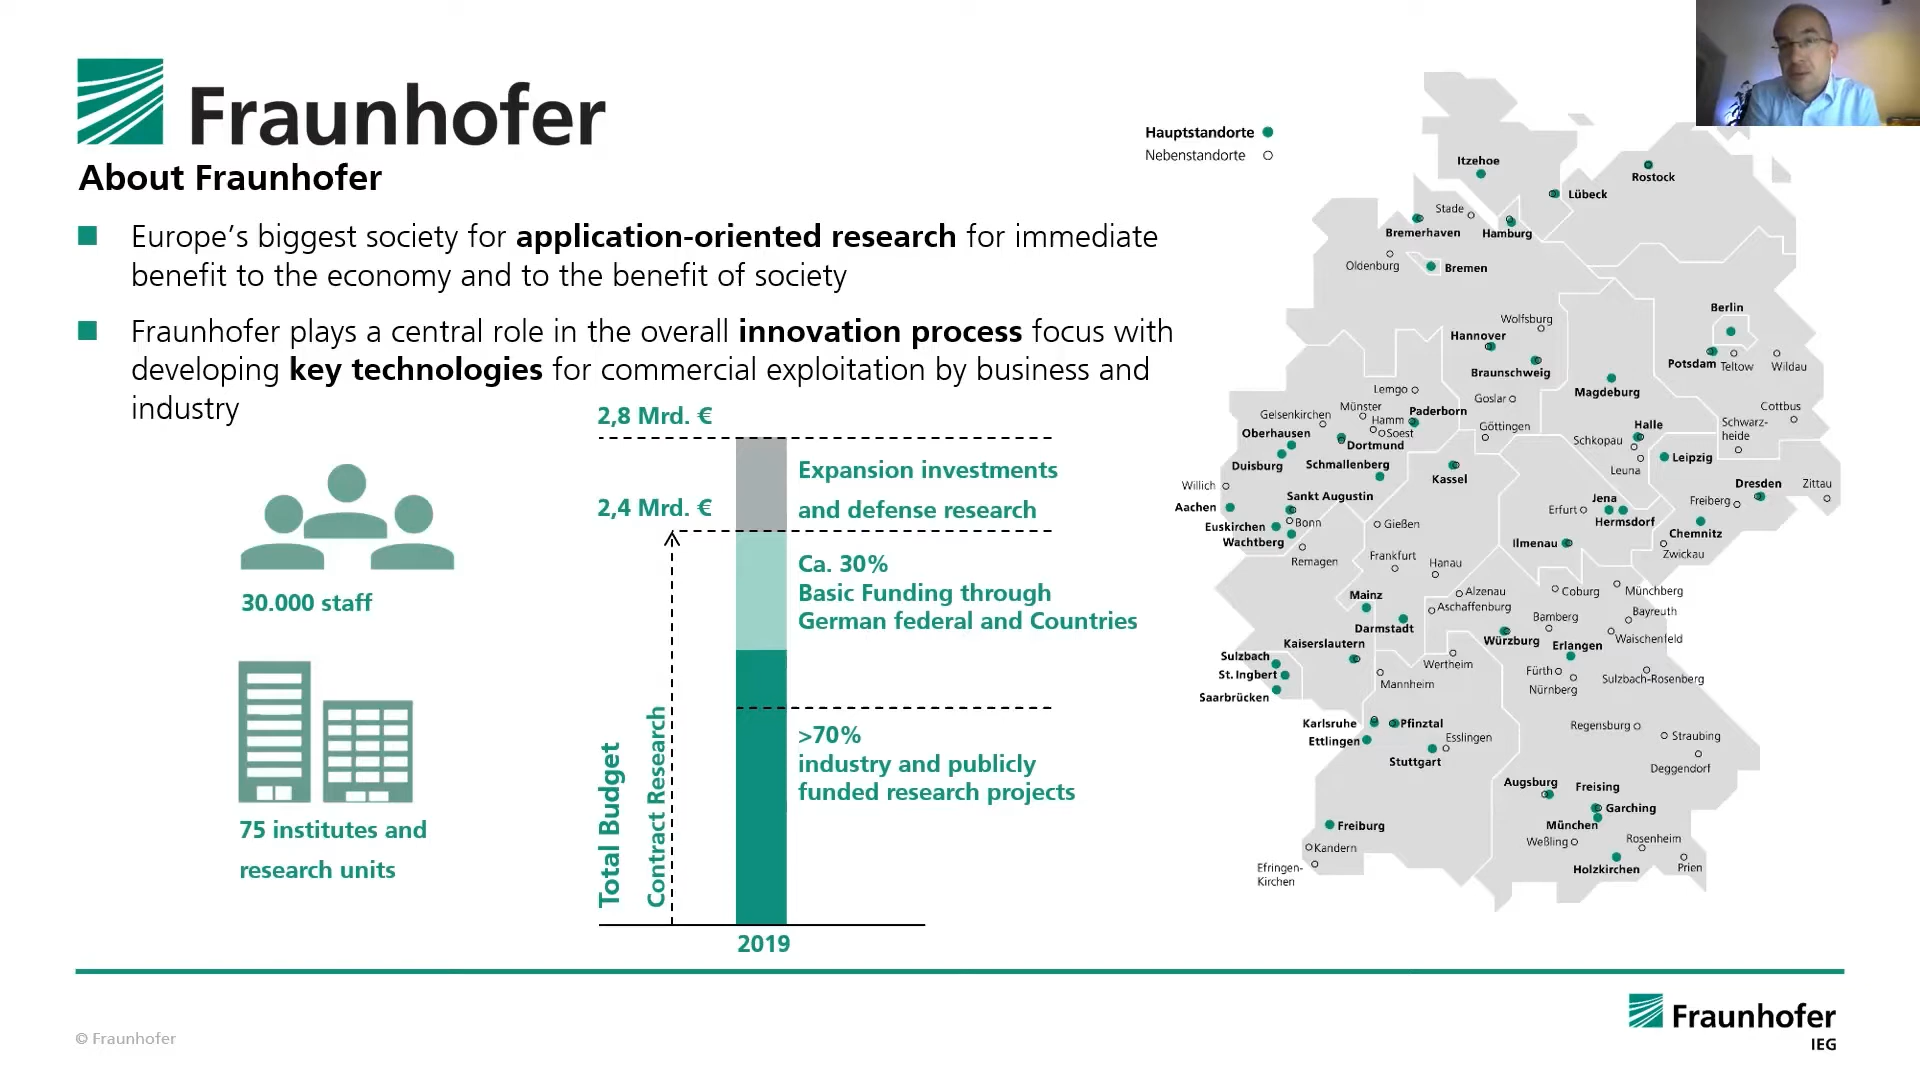 Fraunhofer
About Fraunhofer
Europe’s biggest society for application-oriented research for immediate
benefit to the economy and to the benefit of society
Fraunhofer plays a central role in the overall innovation process focus with
developing key technologies for commercial exploitation by business and
industry
30.000 staff
75 institutes and
research units
2,8 Mrd. €
Expansion investments
and defense research
2,4 Mrd. €
Ca. 30%
Basic Funding through
German federal and Countries
>70%
industry and publicly
funded research projects
Total Budget
Contract Research
2019
Hauptstandorte
Nebenstandorte
Itzehoe
Rostock
Lübeck
Stade
Bremerhaven
Hamburg
Oldenburg
Bremen
Berlin
Wolfsburg
Hannover
Potsdam
Teltow
Wildau
Braunschweig
Magdeburg
Lemgo
Goslar
Münster
Paderborn
Cottbus
Gelsenkirchen
Hamm
Göttingen
Halle
Schwarz-
heide
Oberhausen
Soest
Dortmund
Schkopau
Leipzig
Duisburg
Schmallenberg
Leuna
Kassel
Willich
Dresden
Zittau
Sankt Augustin
Jena
Freiberg
Aachen
Erfurt
Euskirchen
Bonn
Gießen
Hermsdorf
Chemnitz
Wachtberg
Ilmenau
Zwickau
Remagen
Frankfurt
Hanau
Mainz
Alzenau
Coburg
Münchberg
Aschaffenburg
Bamberg
Bayreuth
Darmstadt
Würzburg
Erlangen
Waischenfeld
Kaiserslautern
Sulzbach
Wertheim
St. Ingbert
Mannheim
Fürth
Nürnberg
Sulzbach-Rosenberg
Saarbrücken
Karlsruhe
Pfinztal
Regensburg
Ettlingen
Esslingen
Straubing
Stuttgart
Deggendorf
Augsburg
Freising
Garching
Freiburg
München
Weßling
Rosenheim
Kandern
Efringen-
Kirchen
Holzkirchen
Prien
© Fraunhofer
Fraunhofer
IEG